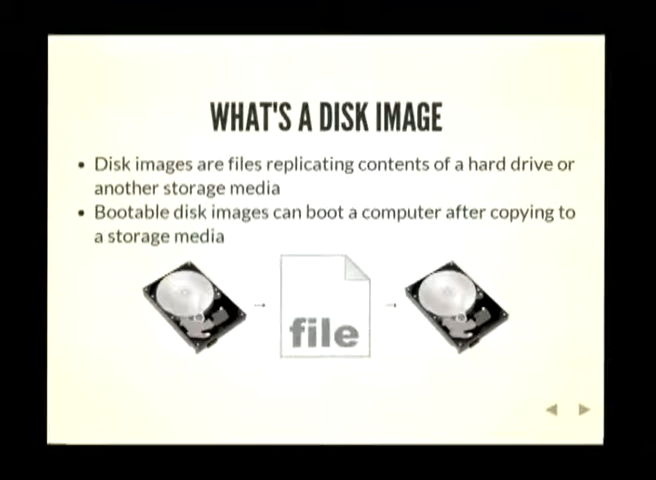 WHAT'S A DISK IMAGE
• Disk images are files replicating contents of a hard drive or
another storage media
• Bootable disk images can boot a computer after copying to
a storage media
file